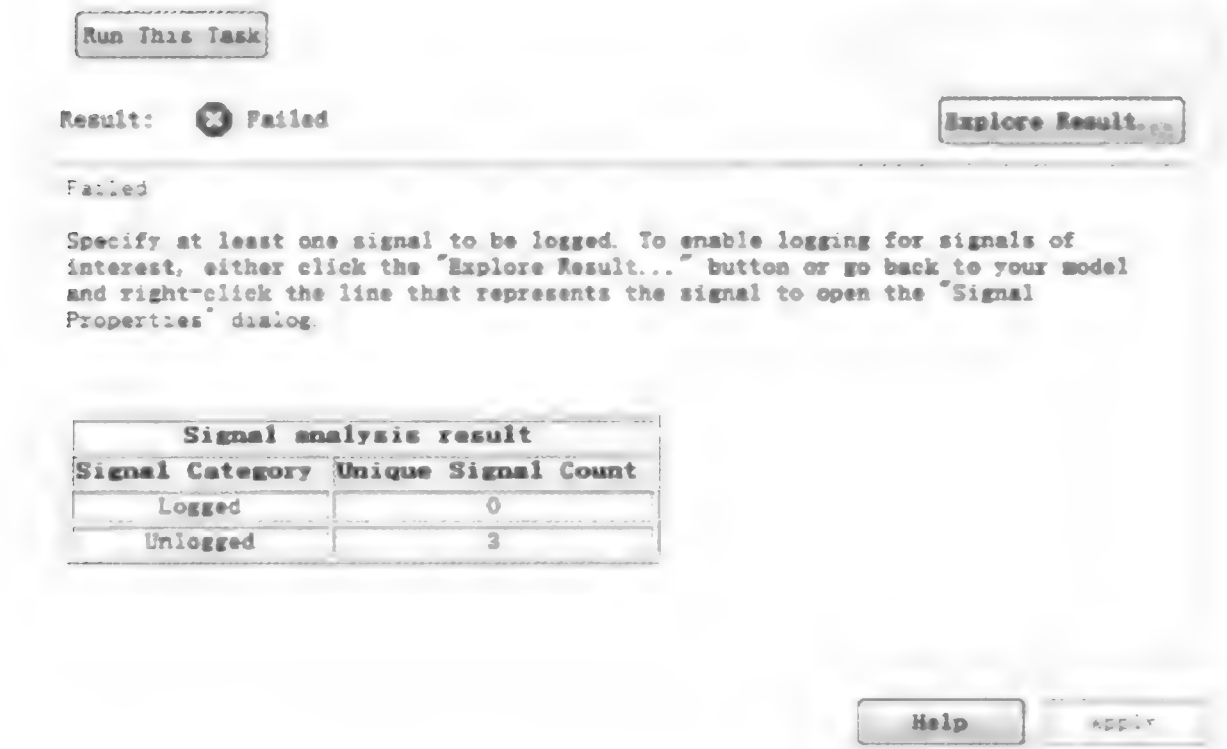 Run This Task
Result: Failed Explore Result...
Failed
Specify at least one signal to be logged. To enable logging for signals of
interest, either click the "Explore Result..." button or go back to your model
and right-click the line that represents the signal to open the "Signal
Properties" dialog.
Signal analysis result
Signal Category Unique Signal Count
Logged 0
Unlogged 3
Help Apply